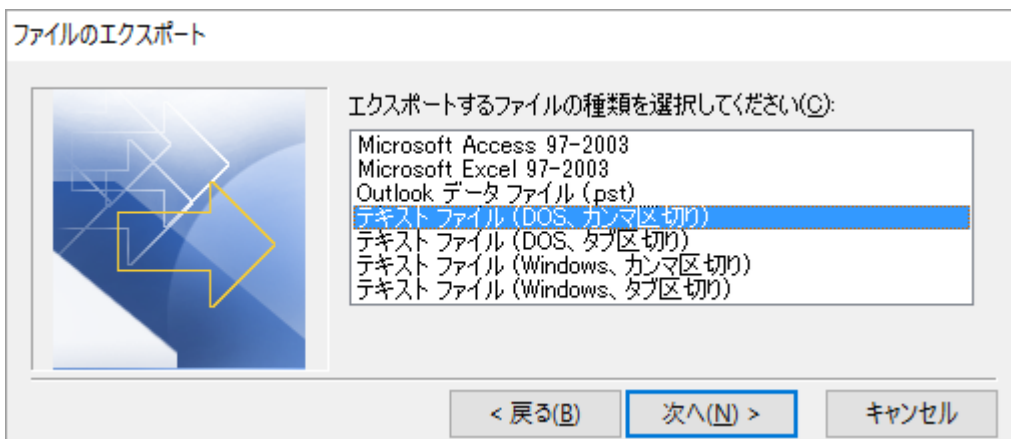 ファイルのエクスポート
エクスポートするファイルの種類を選択してください(C):
Microsoft Access 97-2003
Microsoft Excel 97-2003
Outlook データ ファイル (.pst)
テキスト ファイル (DOS、カンマ区切り)
テキスト ファイル (DOS、タブ区切り)
テキスト ファイル (Windows、カンマ区切り)
テキスト ファイル (Windows、タブ区切り)
< 戻る(B) 次へ(N) > キャンセル